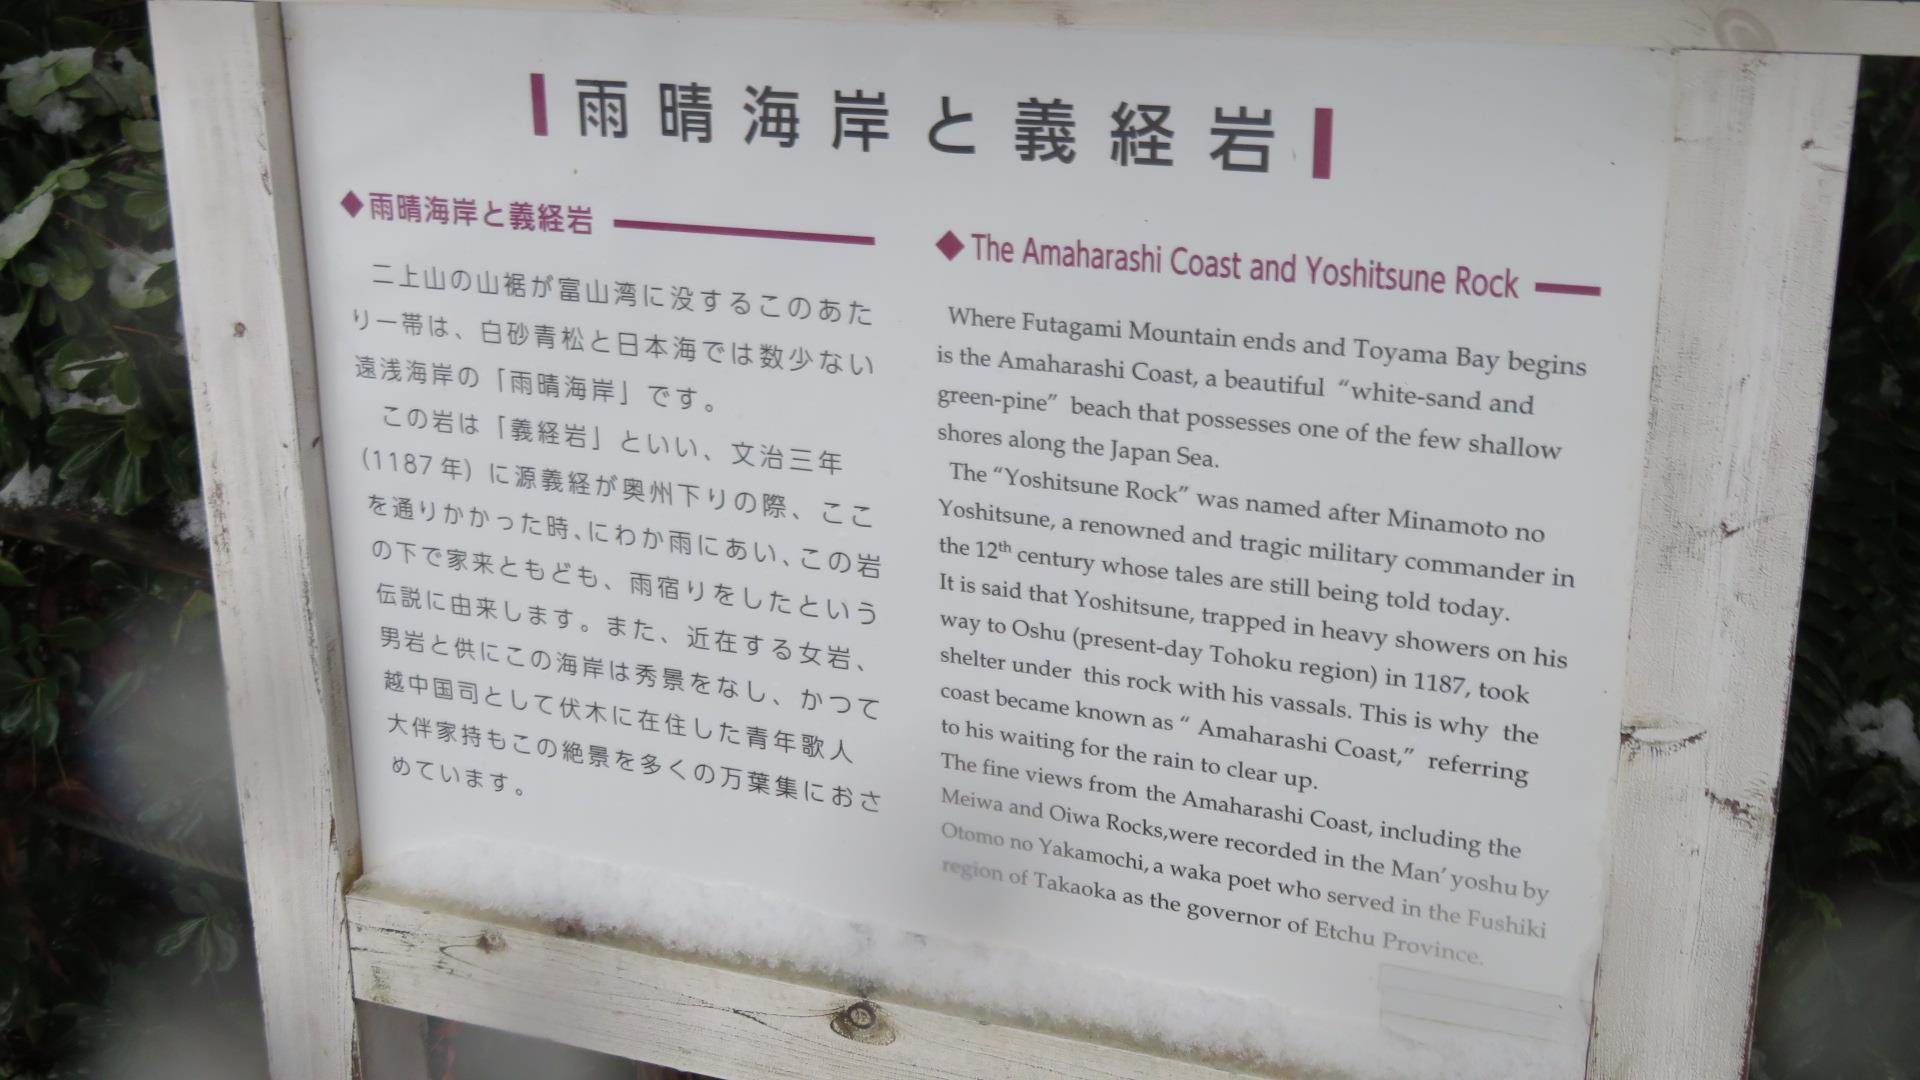 雨晴海岸と義経岩
◆雨晴海岸と義経岩
二上山の山裾が富山湾に没するこのあた
り一帯は、白砂青松と日本海では数少ない
遠浅海岸の「雨晴海岸」です。
この岩は「義経岩」といい、文治三年
(1187年)に源義経が奥州下りの際、ここ
を通りかかった時、にわか雨にあい、この岩
の下で家来ともども、雨宿りをしたという
伝説に由来します。また、近在する女岩、
男岩と供にこの海岸は秀景をなし、かつて
越中国司として伏木に在住した青年歌人
大伴家持もこの絶景を多くの万葉集におさ
めています。
◆The Amaharashi Coast and Yoshitsune Rock
Where Futagami Mountain ends and Toyama Bay begins
is the Amaharashi Coast, a beautiful “white-sand and
green-pine” beach that possesses one of the few shallow
shores along the Japan Sea.
The “Yoshitsune Rock” was named after Minamoto no
Yoshitsune, a renowned and tragic military commander in
the 12th century whose tales are still being told today.
It is said that Yoshitsune, trapped in heavy showers on his
way to Oshu (present-day Tohoku region) in 1187, took
shelter under this rock with his vassals. This is why the
coast became known as “ Amaharashi Coast,” referring
to his waiting for the rain to clear up.
The fine views from the Amaharashi Coast, including the
Meiwa and Oiwa Rocks,were recorded in the Man’yoshu by
Otomo no Yakamochi, a waka poet who served in the Fushiki
region of Takaoka as the governor of Etchu Province.